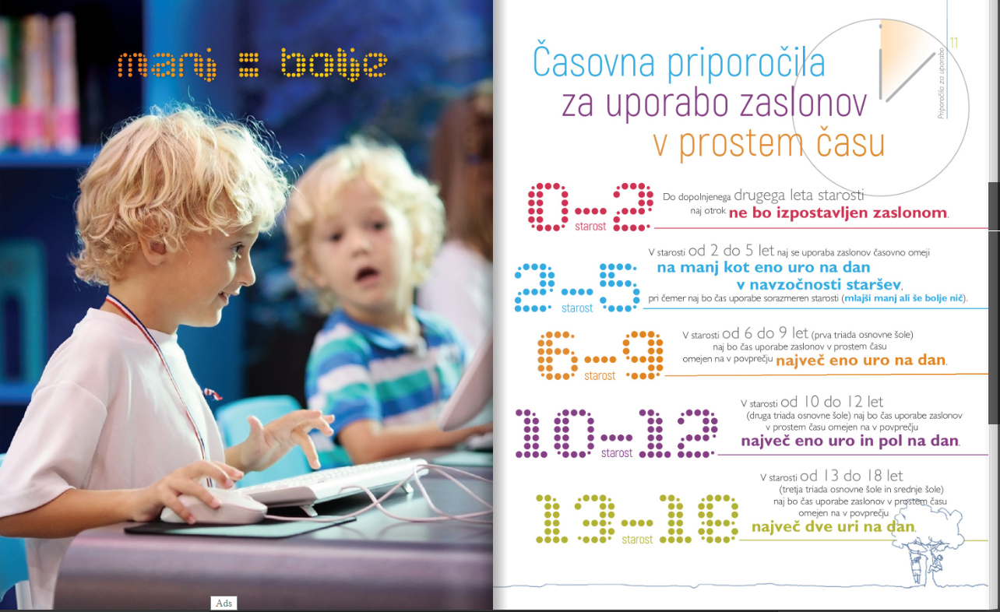 manj = bolje
11
Priporočila za uporabo
Časovna priporočila
za uporabo zaslonov
v prostem času
0–2
starost
Do dopolnjenega drugega leta starosti
naj otrok ne bo izpostavljen zaslonom.
2–5
starost
V starosti od 2 do 5 let naj se uporaba zaslonov časovno omeji
na manj kot eno uro na dan
v navzočnosti staršev,
pri čemer naj bo čas uporabe sorazmeren starosti (mlajši manj ali še bolje nič).
6–9
starost
V starosti od 6 do 9 let (prva triada osnovne šole)
naj bo čas uporabe zaslonov v prostem času
omejen na v povprečju največ eno uro na dan.
10–12
starost
V starosti od 10 do 12 let
(druga triada osnovne šole) naj bo čas uporabe zaslonov
v prostem času omejen na v povprečju
največ eno uro in pol na dan.
13–18
starost
V starosti od 13 do 18 let
(tretja triada osnovne šole in srednje šole)
naj bo čas uporabe zaslonov v prostem času
omejen na v povprečju
največ dve uri na dan.
Ads